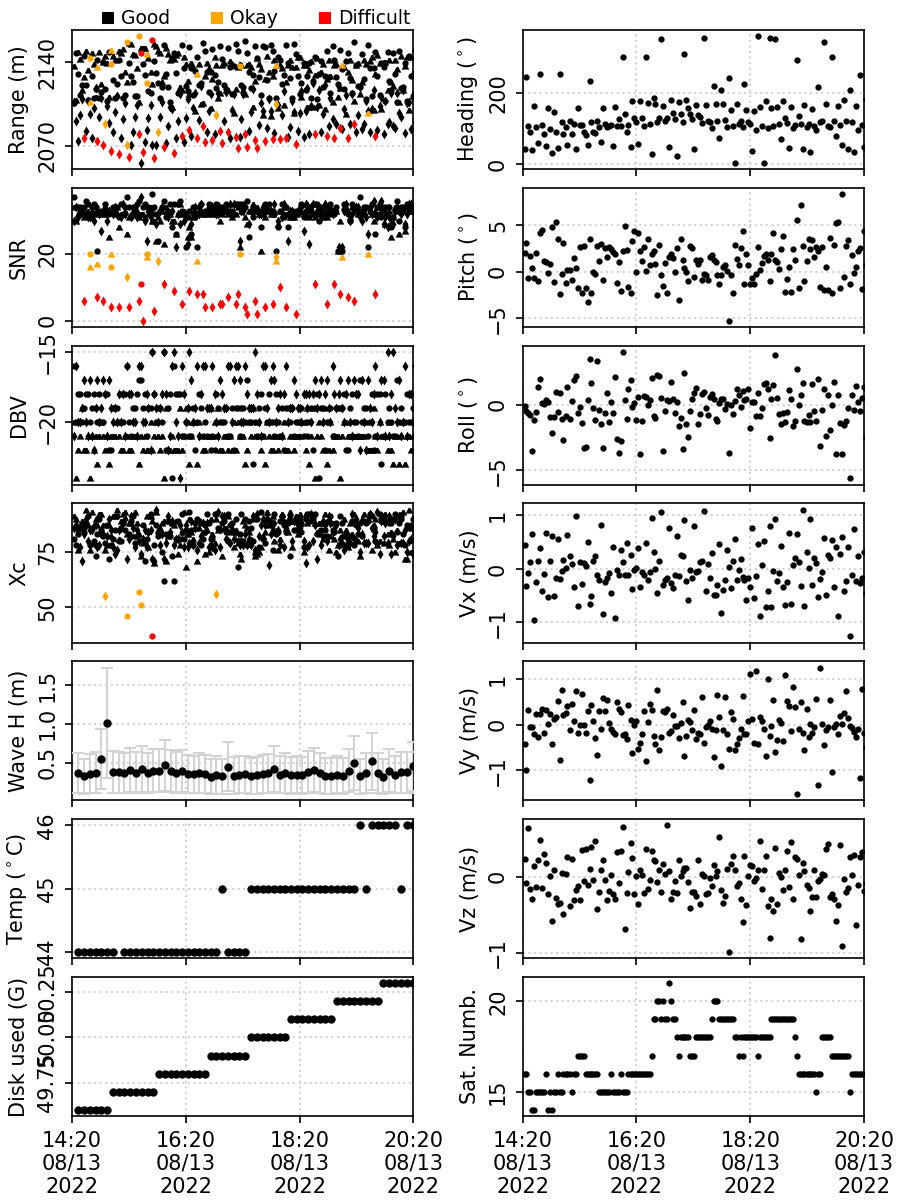 Good Okay Difficult
Range (m)
2140
2070
Heading (°)
200
0
SNR
20
0
Pitch (°)
5
0
−5
DBV
−15
−20
Roll (°)
0
−5
Xc
75
50
Vx (m/s)
1
0
−1
Wave H (m)
1.5
1.0
0.5
Vy (m/s)
1
0
−1
Temp (°C)
46
45
44
Vz (m/s)
0
−1
Disk used (G)
50.25
50.00
49.75
Sat. Numb.
20
15
14:20 16:20 18:20 20:20
08/13 08/13 08/13 08/13
2022 2022 2022 2022
14:20 16:20 18:20 20:20
08/13 08/13 08/13 08/13
2022 2022 2022 2022